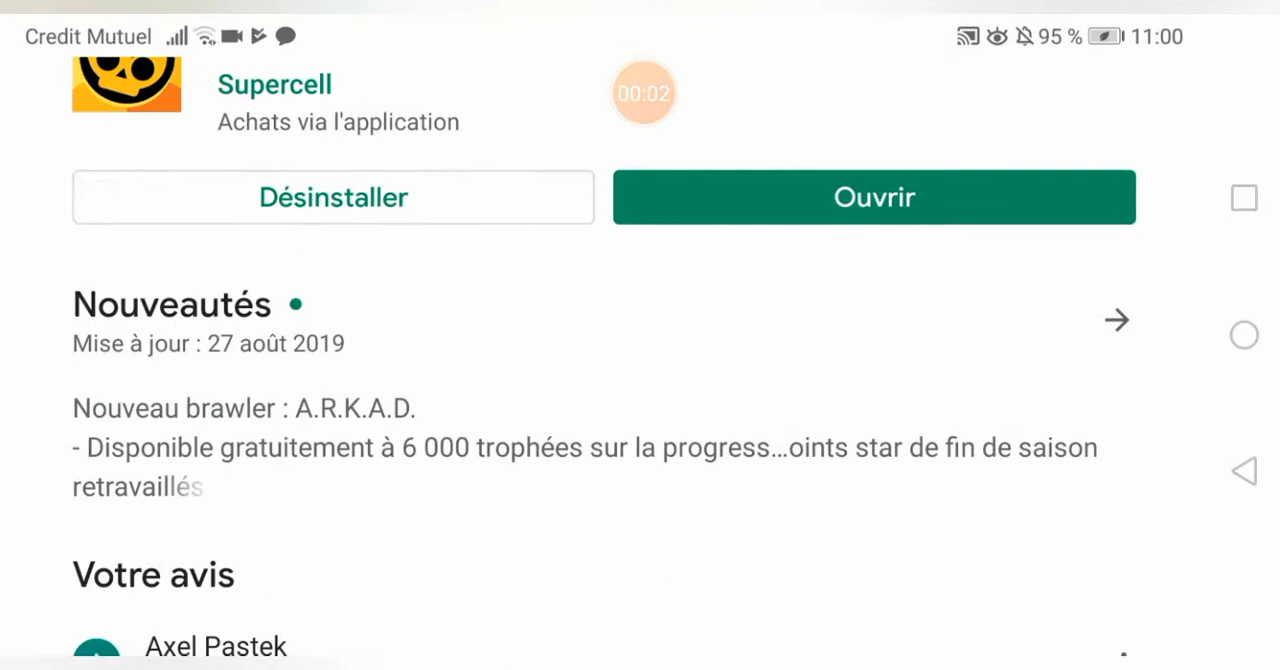 Credit Mutuel 95 % 11:00
Supercell
00:02
Achats via l'application
Désinstaller Ouvrir
Nouveautés
Mise à jour : 27 août 2019
Nouveau brawler : A.R.K.A.D.
- Disponible gratuitement à 6 000 trophées sur la progress...oints star de fin de saison
retravaillés
Votre avis
Axel Pastek